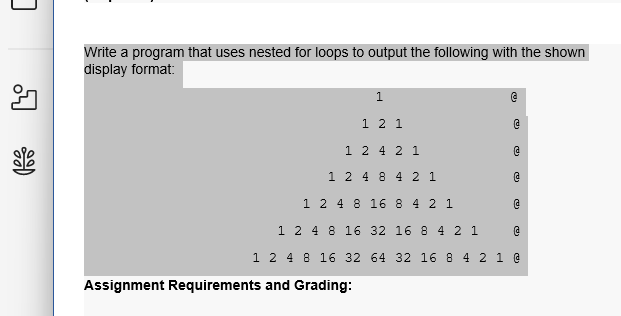 Write a program that uses nested for loops to output the following with the shown
display format:
1 @
1 2 1 @
1 2 4 2 1 @
1 2 4 8 4 2 1 @
1 2 4 8 16 8 4 2 1 @
1 2 4 8 16 32 16 8 4 2 1 @
1 2 4 8 16 32 64 32 16 8 4 2 1 @
Assignment Requirements and Grading: